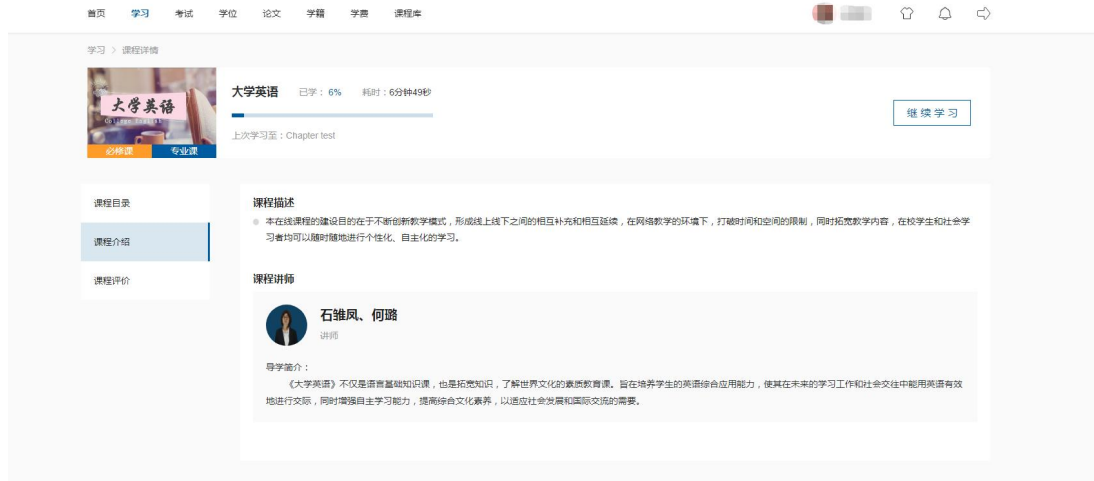 首页 学习 考试 学位 论文 学籍 学费 课程库
学习 > 课程详情
大学英语
College English
必修课 专业课
大学英语 已学：6% 耗时：6分钟49秒
上次学习至：Chapter test
继续学习
课程目录
课程介绍
课程评价
课程描述
本在线课程的建设目的在于不断创新教学模式，形成线上线下之间的相互补充和相互延续，在网络教学的环境下，打破时间和空间的限制，同时拓宽教学内容，在校学生和社会学
习者均可以随时随地进行个性化、自主化的学习。
课程讲师
石雏凤、何璐
讲师
导学简介：
《大学英语》不仅是语言基础知识课，也是拓宽知识，了解世界文化的素质教育课。旨在培养学生的英语综合应用能力，使其在未来的学习工作和社会交往中能用英语有效
地进行交际，同时增强自主学习能力，提高综合文化素养，以适应社会发展和国际交流的需要。